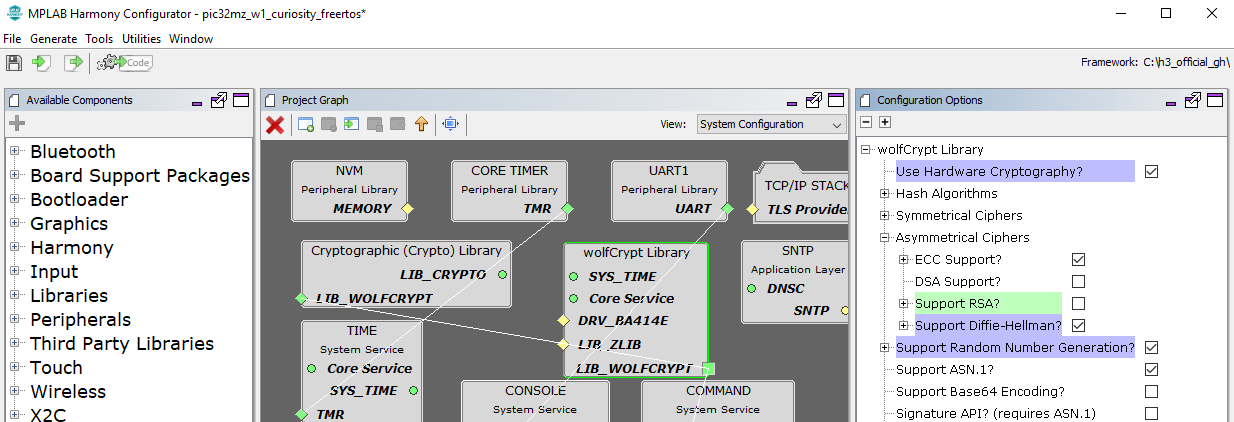 MPLAB Harmony Configurator - pic32mz_w1_curiosity_freertos*
File Generate Tools Utilities Window
Code
Framework: C:\h3_official_gh\
Available Components
Bluetooth
Board Support Packages
Bootloader
Graphics
Harmony
Input
Libraries
Peripherals
Third Party Libraries
Touch
Wireless
X2C
Project Graph
View: System Configuration
NVM
Peripheral Library
MEMORY
CORE TIMER
Peripheral Library
TMR
UART1
Peripheral Library
UART
TCP/IP STACK
TLS Provide
Cryptographic (Crypto) Library
LIB_CRYPTO
LIB_WOLFCRYPT
wolfCrypt Library
SYS_TIME
Core Service
DRV_BA414E
LIB_ZLIB
LIB_WOLFCRYPT
SNTP
Application Layer
DNSC
SNTP
TIME
System Service
Core Service
SYS_TIME
TMR
CONSOLE
System Service
COMMAND
System Service
Configuration Options
wolfCrypt Library
Use Hardware Cryptography?
Hash Algorithms
Symmetrical Ciphers
Asymmetrical Ciphers
ECC Support?
DSA Support?
Support RSA?
Support Diffie-Hellman?
Support Random Number Generation?
Support ASN.1?
Support Base64 Encoding?
Signature API? (requires ASN.1)